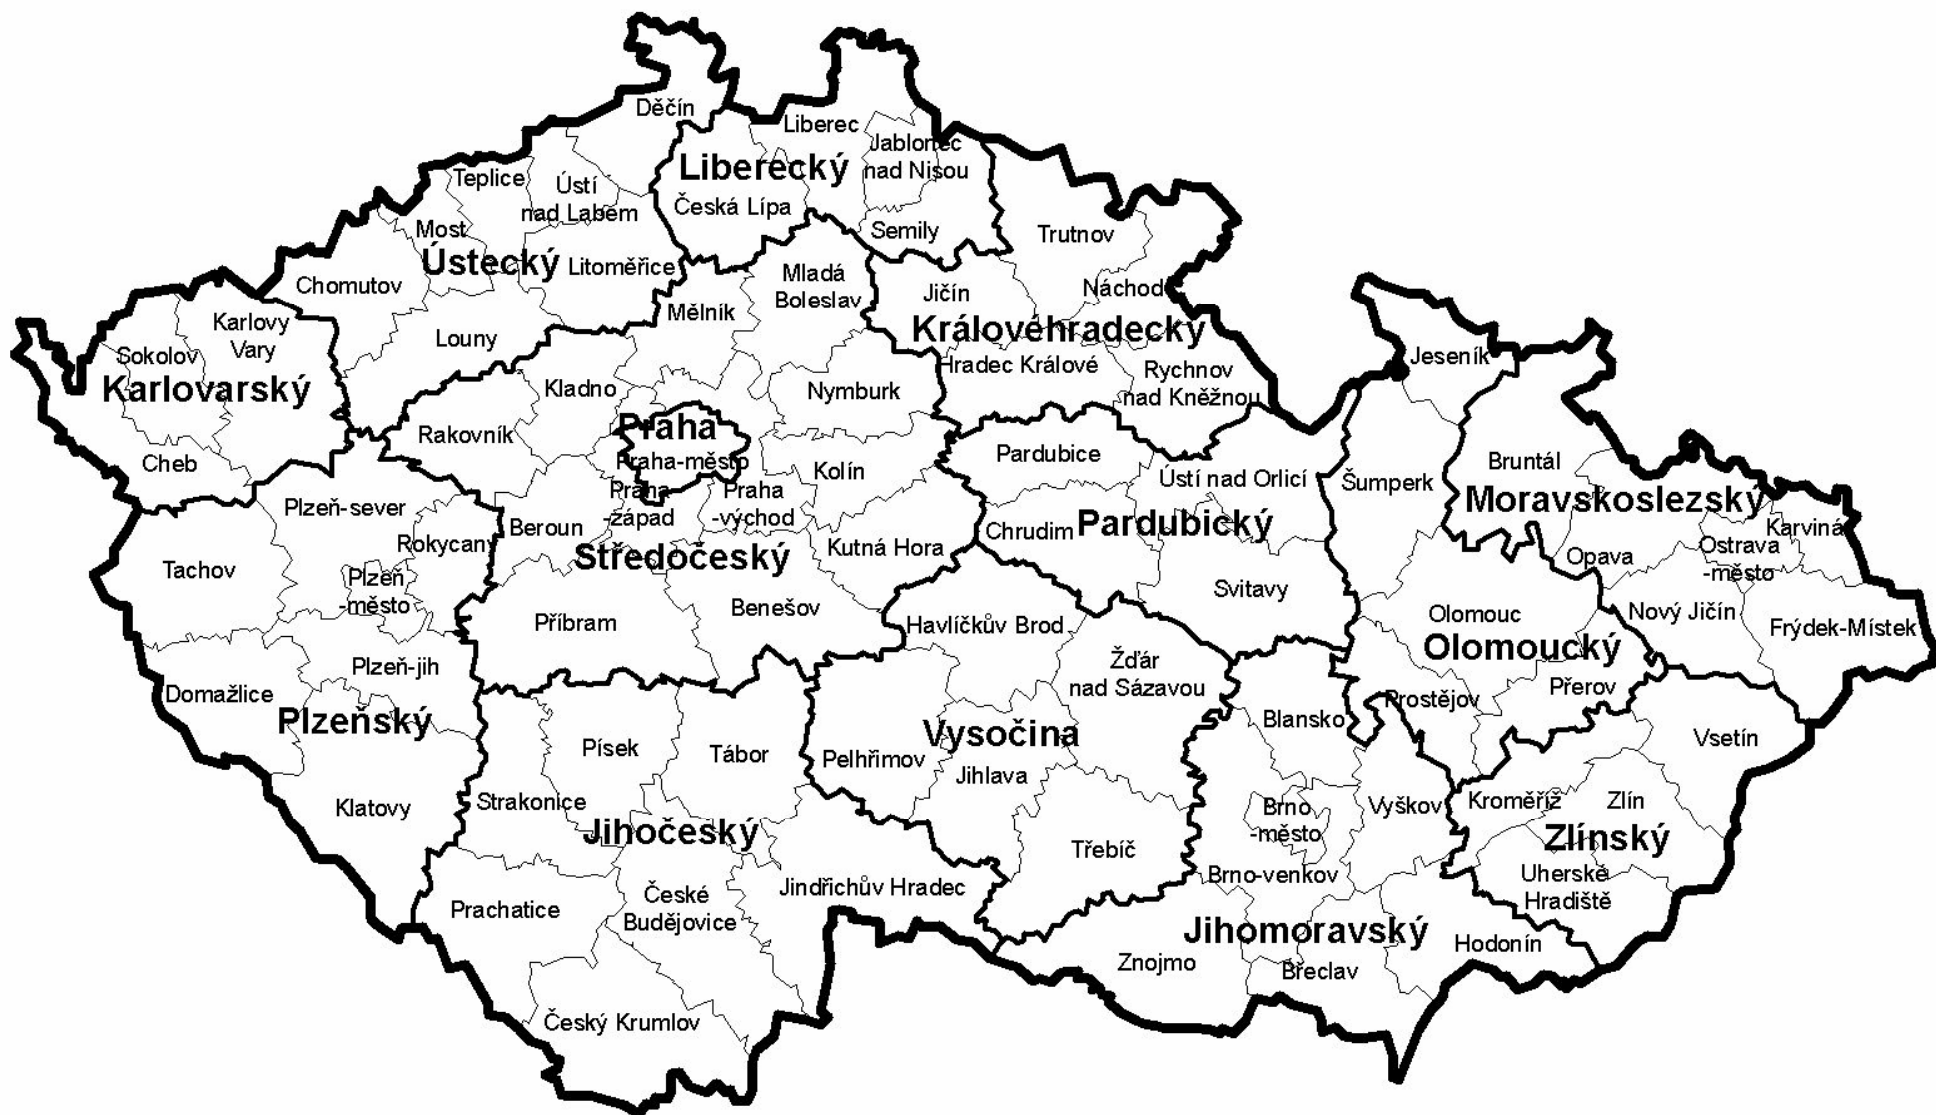 Děčín
Liberec
Jablonec
nad Nisou
Liberecký
Teplice
Ústí
nad Labem
Česká Lípa
Semily
Most
Trutnov
Ústecký
Litoměřice
Chomutov
Mladá
Boleslav
Jičín
Náchod
Mělník
Karlovy
Vary
Královéhradecký
Louny
Sokolov
Jeseník
Hradec Králové
Rychnov
nad Kněžnou
Karlovarský
Kladno
Nymburk
Praha
Rakovník
Pardubice
Praha-město
Cheb
Kolín
Bruntál
Ústí nad Orlicí
Šumperk
Praha
-západ
Praha
-východ
Moravskoslezský
Plzeň-sever
Beroun
Chrudim
Pardubický
Karviná
Rokycany
Kutná Hora
Ostrava
-město
Středočeský
Opava
Tachov
Plzeň
-město
Svitavy
Benešov
Příbram
Havlíčkův Brod
Olomouc
Nový Jičín
Frýdek-Místek
Olomoucký
Plzeň-jih
Žďár
nad Sázavou
Domažlice
Přerov
Prostějov
Plzeňský
Blansko
Vysočina
Vsetín
Písek
Tábor
Pelhřimov
Jihlava
Klatovy
Strakonice
Kroměříž
Zlín
Vyškov
Brno
-město
Jihočeský
Zlínský
Třebíč
Brno-venkov
Uherské
Hradiště
Jindřichův Hradec
České
Budějovice
Prachatice
Jihomoravský
Hodonín
Znojmo
Břeclav
Český Krumlov